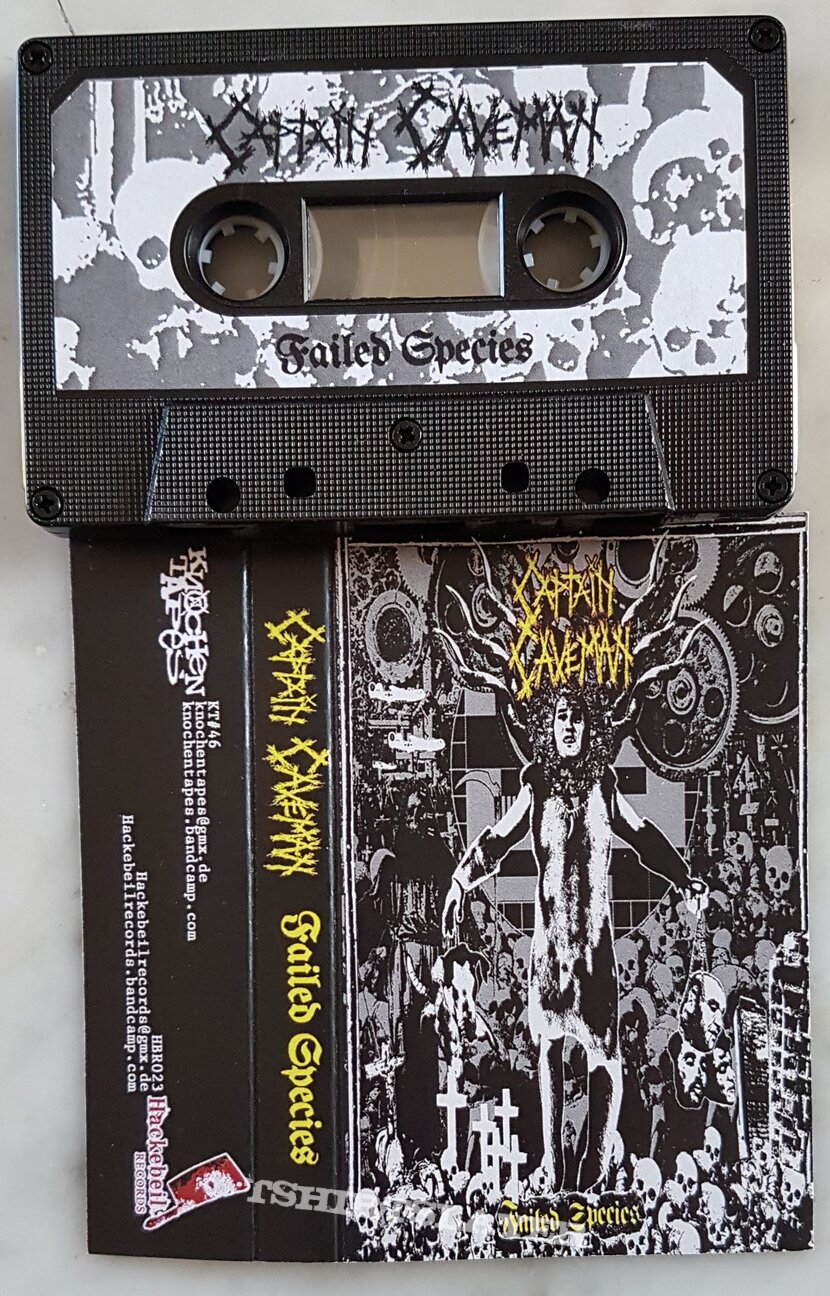 CAPTAIN CAVEMAN
Failed Species
KNOCHEN
TAPES
KT#46
knochentapes@gmx.de
knochentapes.bandcamp.com
HBR023
Hackebeilrecords@gmx.de
Hackebeilrecords.bandcamp.com
Hackebeil
RECORDS
CAPTAIN CAVEMAN Failed Species
CAPTAIN
CAVEMAN
Failed Species